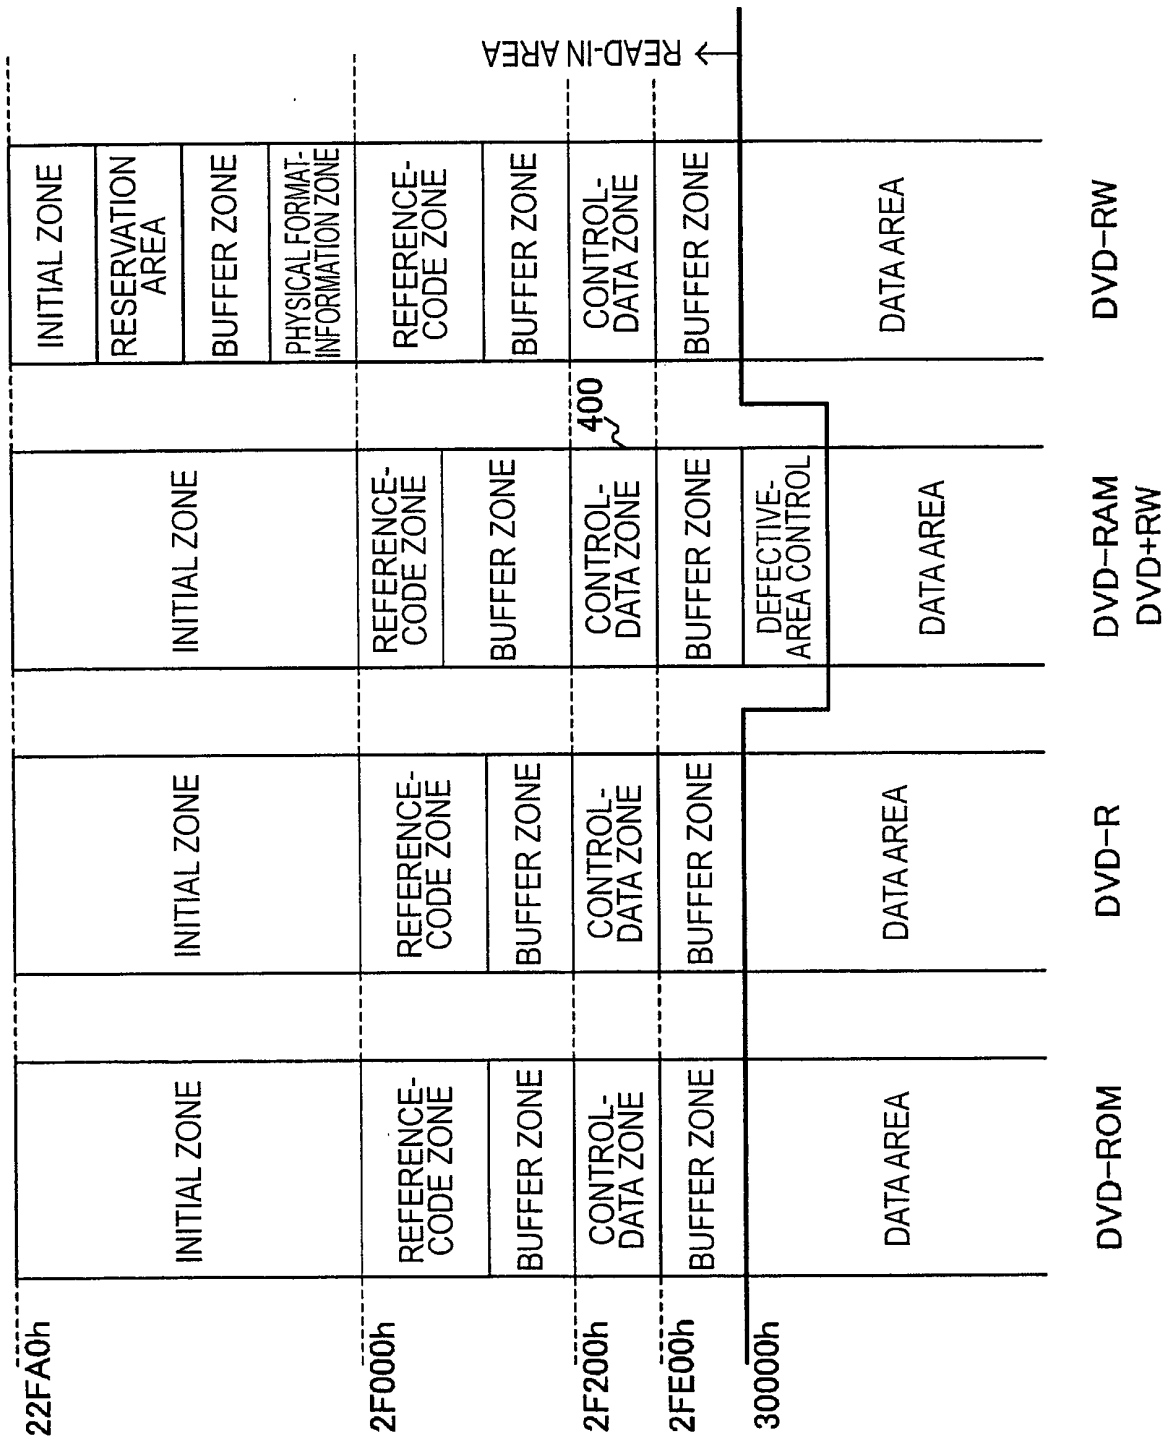 22FA0h
2F000h
2F200h
2FE00h
30000h
INITIAL ZONE
REFERENCE-
CODE ZONE
BUFFER ZONE
CONTROL-
DATA ZONE
BUFFER ZONE
DATA AREA
DVD-ROM
INITIAL ZONE
REFERENCE-
CODE ZONE
BUFFER ZONE
CONTROL-
DATA ZONE
BUFFER ZONE
DATA AREA
DVD-R
INITIAL ZONE
REFERENCE-
CODE ZONE
BUFFER ZONE
CONTROL-
DATA ZONE
400
BUFFER ZONE
DEFECTIVE-
AREA CONTROL
DATA AREA
DVD-RAM
DVD+RW
INITIAL ZONE
RESERVATION
AREA
BUFFER ZONE
PHYSICAL FORMAT-
INFORMATION ZONE
REFERENCE-
CODE ZONE
BUFFER ZONE
CONTROL-
DATA ZONE
BUFFER ZONE
DATA AREA
DVD-RW
READ-IN AREA